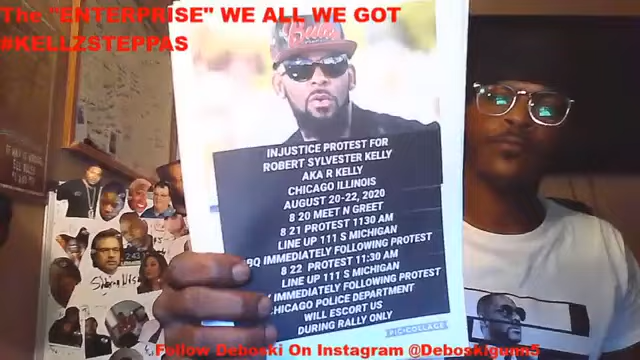 The "ENTERPRISE" WE ALL WE GOT
#KELLZSTEPPAS
Bulls
INJUSTICE PROTEST FOR
ROBERT SYLVESTER KELLY
AKA R KELLY
CHICAGO ILLINOIS
AUGUST 20-22, 2020
8 20 MEET N GREET
8 21 PROTEST 1130 AM
LINE UP 111 S MICHIGAN
BQ IMMEDIATELY FOLLOWING PROTEST
8 22 PROTEST 11:30 AM
LINE UP 111 S MICHIGAN
IMMEDIATELY FOLLOWING PROTEST
CHICAGO POLICE DEPARTMENT
WILL ESCORT US
DURING RALLY ONLY
PIC•COLLAGE
Follow Deboski On Instagram @Deboskigunn5